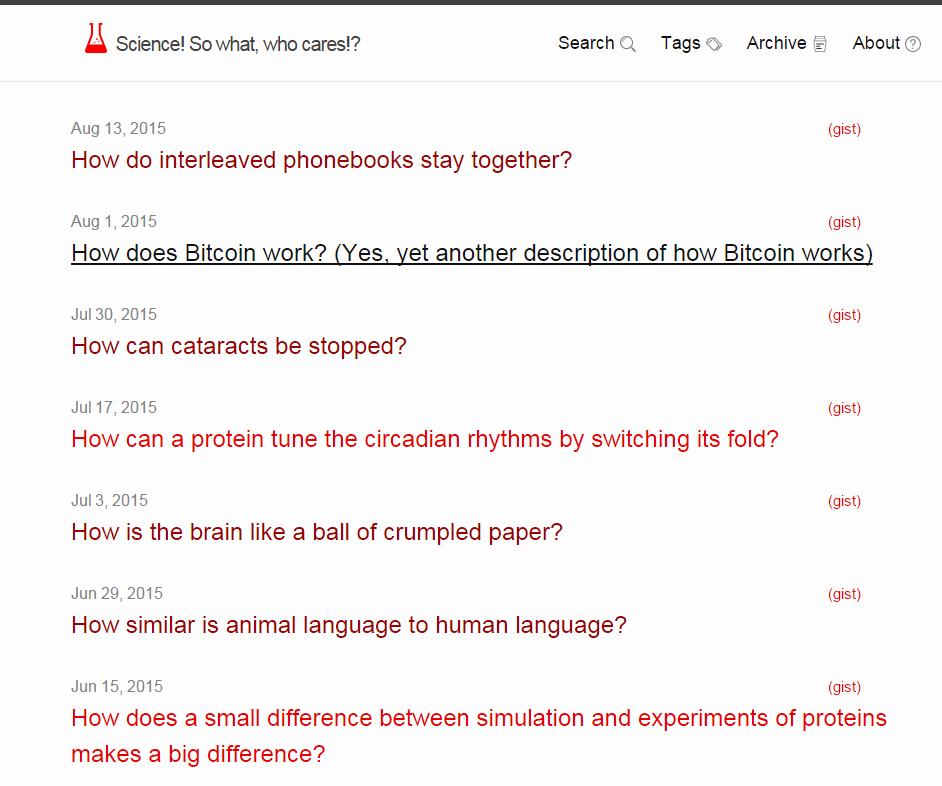 Science! So what, who cares!? Search Tags Archive About
Aug 13, 2015 (gist)
How do interleaved phonebooks stay together?
Aug 1, 2015 (gist)
How does Bitcoin work? (Yes, yet another description of how Bitcoin works)
Jul 30, 2015 (gist)
How can cataracts be stopped?
Jul 17, 2015 (gist)
How can a protein tune the circadian rhythms by switching its fold?
Jul 3, 2015 (gist)
How is the brain like a ball of crumpled paper?
Jun 29, 2015 (gist)
How similar is animal language to human language?
Jun 15, 2015 (gist)
How does a small difference between simulation and experiments of proteins
makes a big difference?